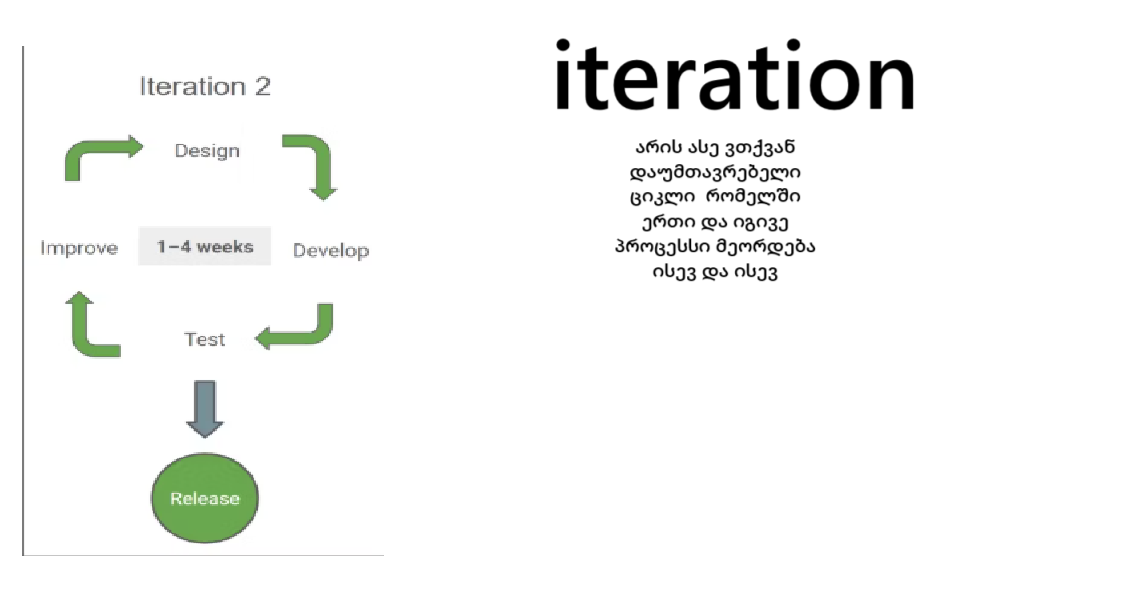 Iteration 2
Design
Improve
1–4 weeks
Develop
Test
Release
iteration
არის ასე ვთქვან
დაუმთავრებელი
ციკლი რომელში
ერთი და იგივე
პროცესსი მეორდება
ისევ და ისევ